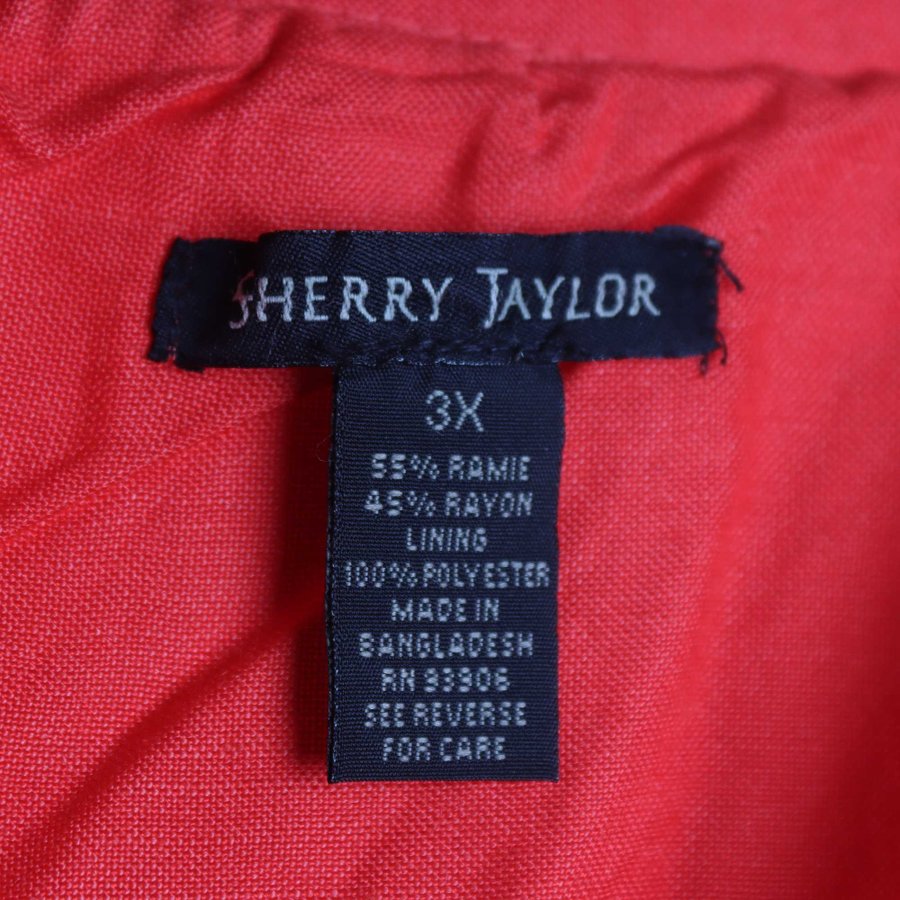 SHERRY TAYLOR
3X
55% RAMIE
45% RAYON
LINING
100% POLYESTER
MADE IN
BANGLADESH
RN 93906
SEE REVERSE
FOR CARE